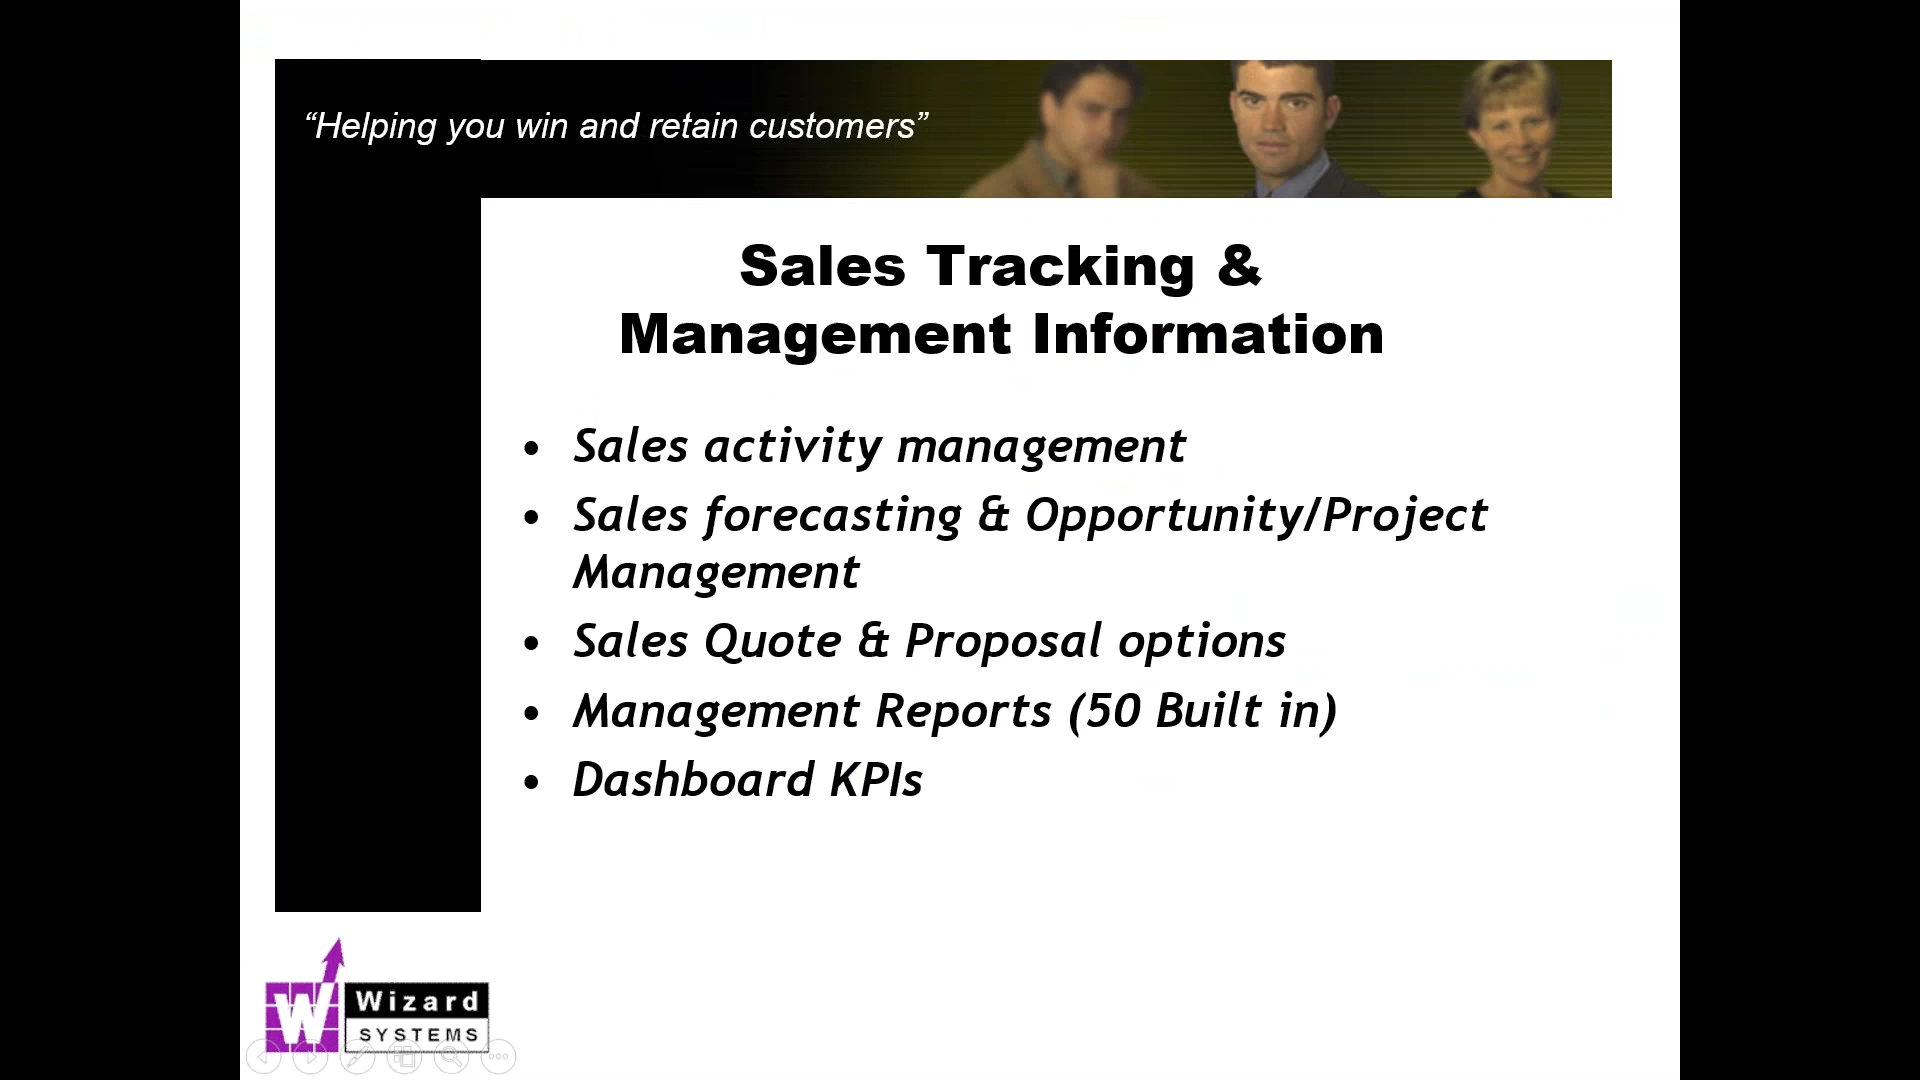 “Helping you win and retain customers”
Sales Tracking &
Management Information
• Sales activity management
• Sales forecasting & Opportunity/Project
Management
• Sales Quote & Proposal options
• Management Reports (50 Built in)
• Dashboard KPIs
W
Wizard
SYSTEMS